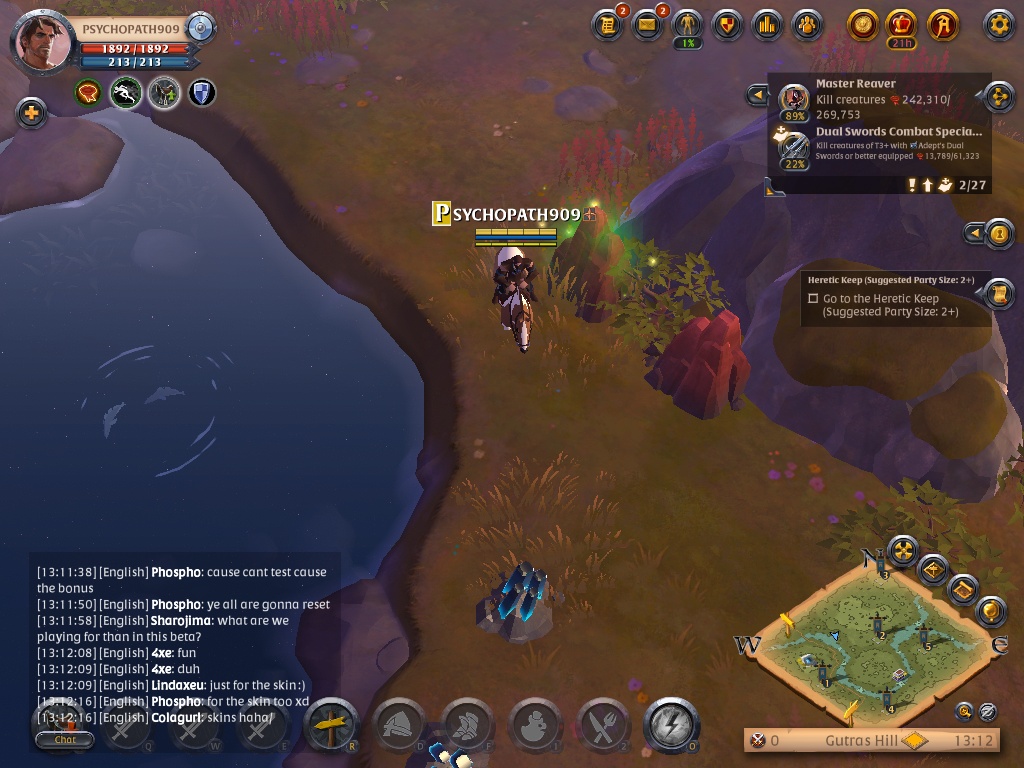 PSYCHOPATH909
1892 / 1892
213 / 213
2
2
1%
21h
Master Reaver
Kill creatures 242,310/
269,753
89%
Dual Swords Combat Specia...
Kill creatures of T3+ with Adept's Dual
Swords or better equipped 13,789/61,323
22%
2/27
PSYCHOPATH909
Heretic Keep (Suggested Party Size: 2+)
Go to the Heretic Keep
(Suggested Party Size: 2+)
[13:11:38] [English] Phospho: cause cant test cause
the bonus
[13:11:50] [English] Phospho: ye all are gonna reset
[13:11:58] [English] Sharojima: what are we
playing for than in this beta?
[13:12:08] [English] 4xe: fun
[13:12:09] [English] 4xe: duh
[13:12:09] [English] Lindaxeu: just for the skin:)
[13:12:16] [English] Phospho: for the skin too xd
[13:12:16] [English] Colagurl: skins haha/
Chat
Q
W
E
R
D
F
1
2
O
N
W
E
3
2
5
1
4
0
Gutras Hill
13:12